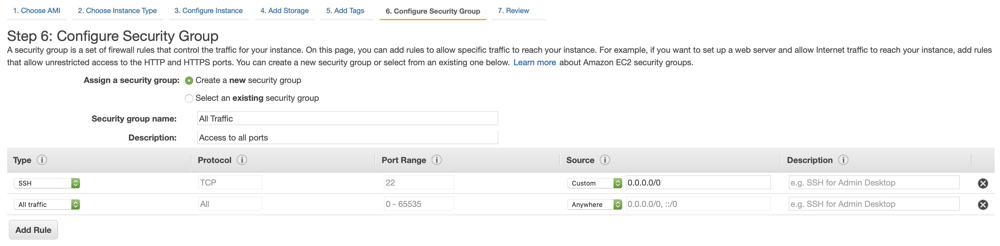 1. Choose AMI 2. Choose Instance Type 3. Configure Instance 4. Add Storage 5. Add Tags 6. Configure Security Group 7. Review
Step 6: Configure Security Group
A security group is a set of firewall rules that control the traffic for your instance. On this page, you can add rules to allow specific traffic to reach your instance. For example, if you want to set up a web server and allow Internet traffic to reach your instance, add rules
that allow unrestricted access to the HTTP and HTTPS ports. You can create a new security group or select from an existing one below. Learn more about Amazon EC2 security groups.
Assign a security group: Create a new security group
Select an existing security group
Security group name: All Traffic
Description: Access to all ports
Type i Protocol i Port Range i Source i Description i
SSH TCP 22 Custom 0.0.0.0/0 e.g. SSH for Admin Desktop
All traffic All 0 - 65535 Anywhere 0.0.0.0/0, ::/0 e.g. SSH for Admin Desktop
Add Rule